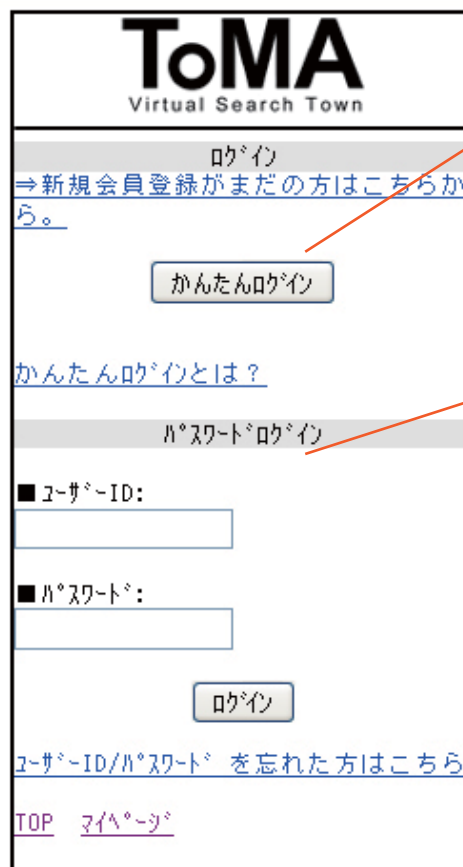 ToMA
Virtual Search Town
ﾛｸﾞｲﾝ
⇒新規会員登録がまだの方はこちらか
ら。
かんたんﾛｸﾞｲﾝ
かんたんﾛｸﾞｲﾝとは？
ﾊﾟｽﾜｰﾄﾞﾛｸﾞｲﾝ
■ﾕｰｻﾞｰID:
■ﾊﾟｽﾜｰﾄﾞ:
ﾛｸﾞｲﾝ
ﾕｰｻﾞｰID/ﾊﾟｽﾜｰﾄﾞ を忘れた方はこちら
TOP ﾏｲﾍﾟｰｼﾞ